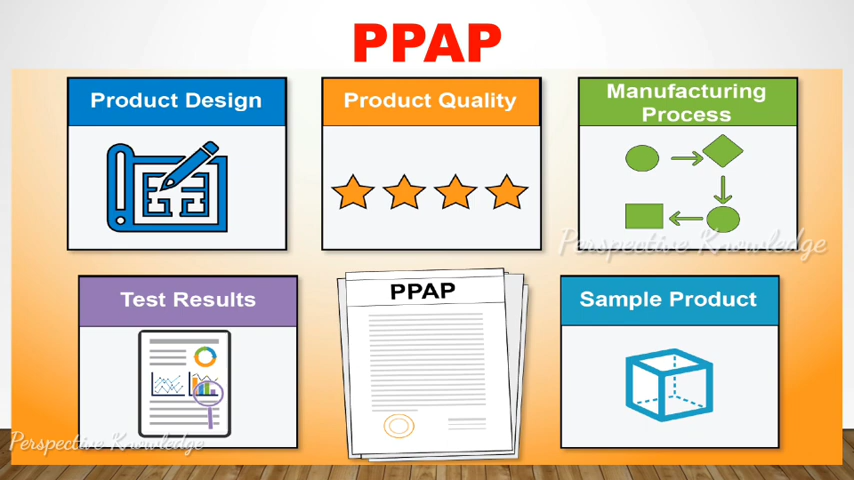 PPAP
Product Design
Product Quality
Manufacturing
Process
Perspective Knowledge
Test Results
PPAP
Sample Product
Perspective Knowledge